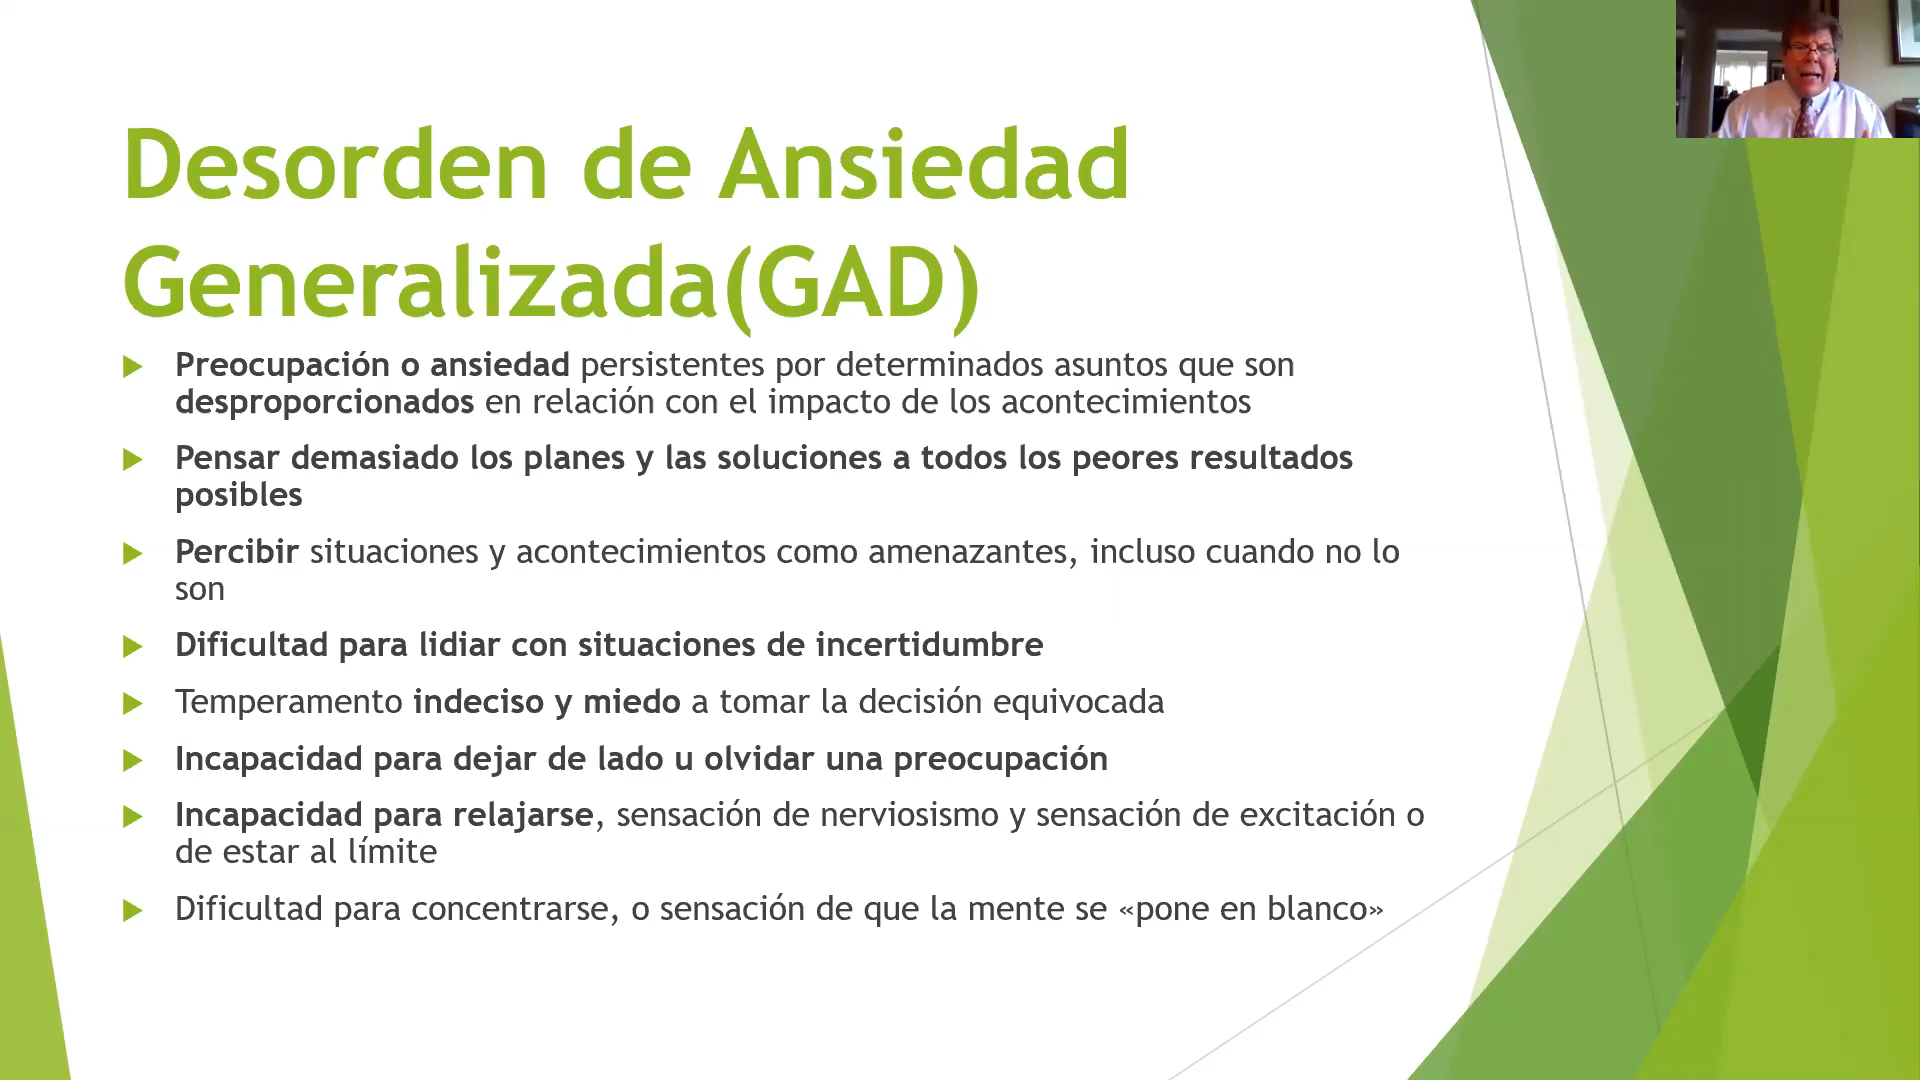 Desorden de Ansiedad
Generalizada(GAD)
Preocupación o ansiedad persistentes por determinados asuntos que son
desproporcionados en relación con el impacto de los acontecimientos
Pensar demasiado los planes y las soluciones a todos los peores resultados
posibles
Percibir situaciones y acontecimientos como amenazantes, incluso cuando no lo
son
Dificultad para lidiar con situaciones de incertidumbre
Temperamento indeciso y miedo a tomar la decisión equivocada
Incapacidad para dejar de lado u olvidar una preocupación
Incapacidad para relajarse, sensación de nerviosismo y sensación de excitación o
de estar al límite
Dificultad para concentrarse, o sensación de que la mente se «pone en blanco»